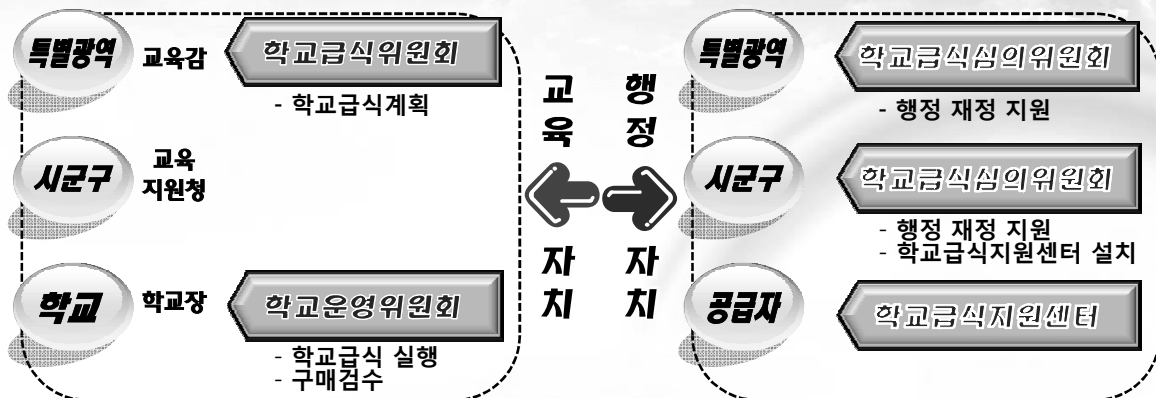 특별광역 교육감 학교급식위원회
- 학교급식계획
시군구 교육
지원청
학교 학교장 학교운영위원회
- 학교급식 실행
- 구매검수
교육
자치
행정
자치
특별광역 학교급식심의위원회
- 행정 재정 지원
시군구 학교급식심의위원회
- 행정 재정 지원
- 학교급식지원센터 설치
공급자 학교급식지원센터